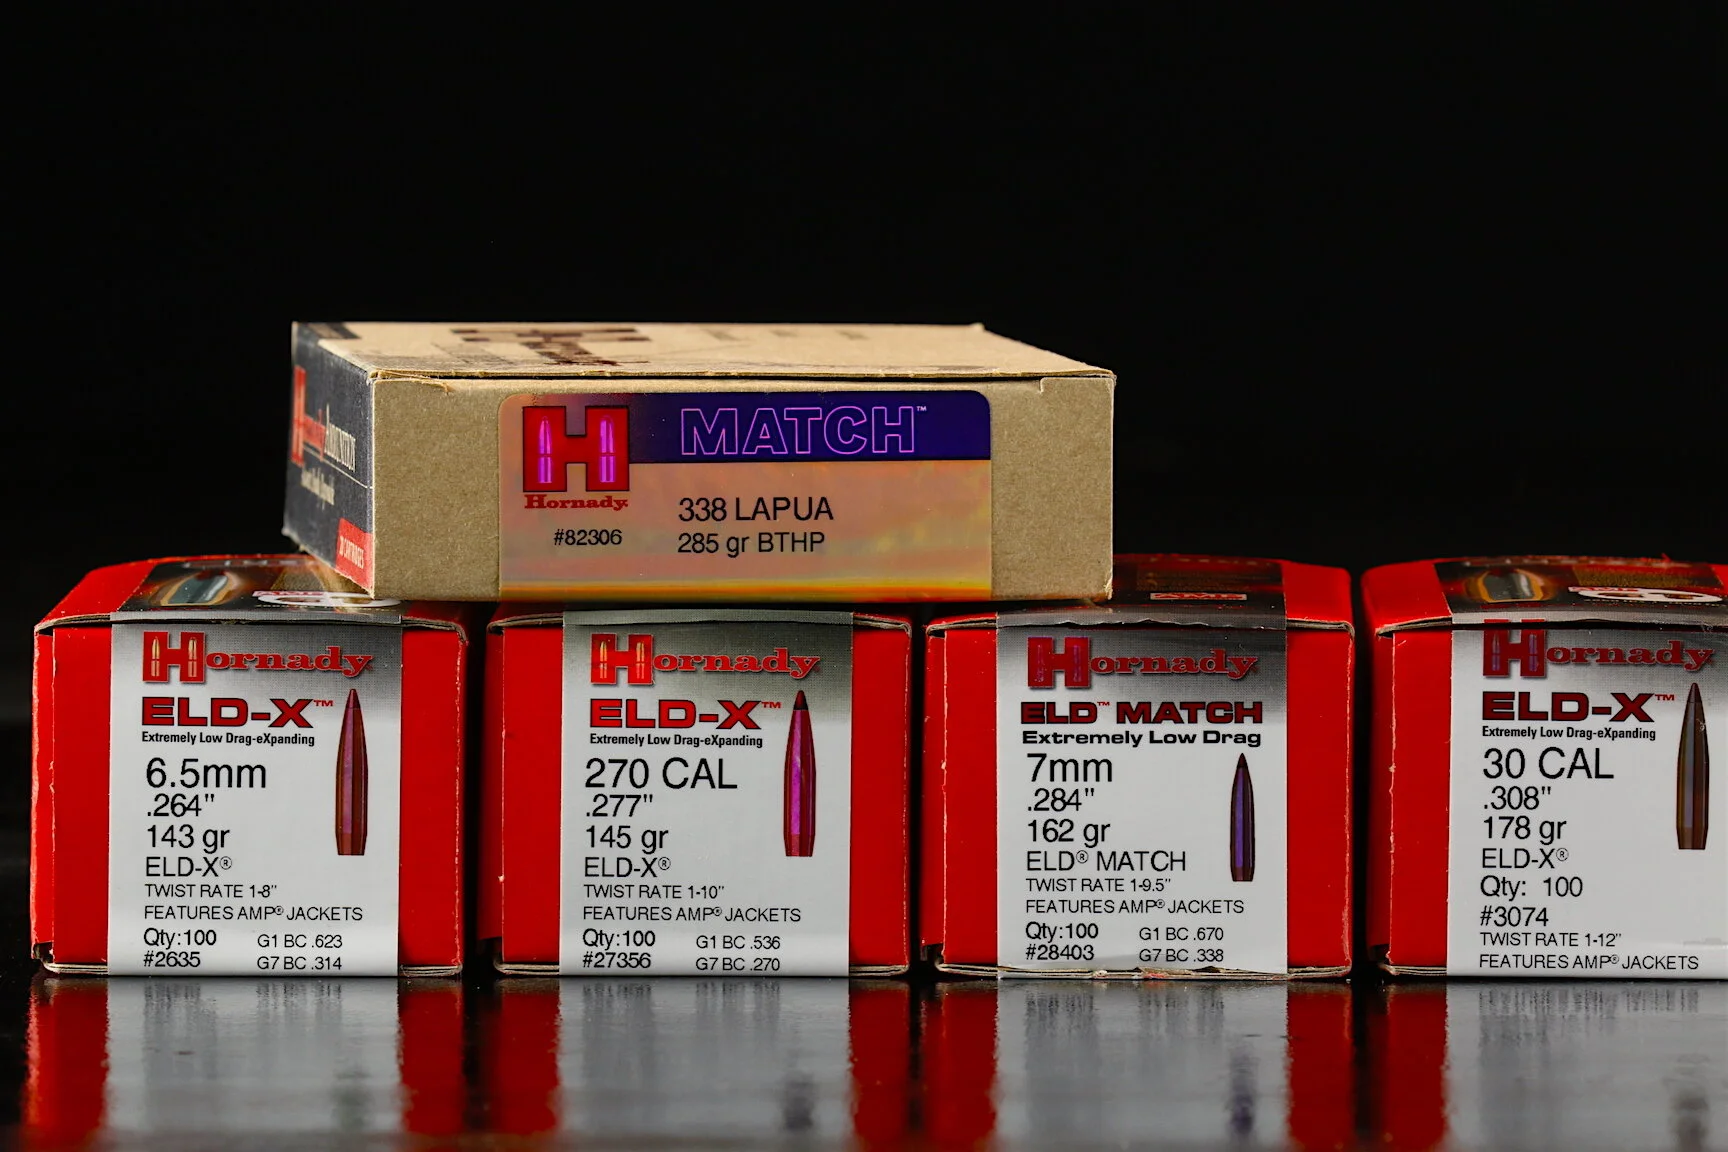 MATCH™
Hornady
#82306
338 LAPUA
285 gr BTHP
Hornady
ELD-X™
Extremely Low Drag-eXpanding
6.5mm
.264"
143 gr
ELD-X®
TWIST RATE 1-8"
FEATURES AMP® JACKETS
Qty:100 G1 BC .623
#2635 G7 BC .314
Hornady
ELD-X™
Extremely Low Drag-eXpanding
270 CAL
.277"
145 gr
ELD-X®
TWIST RATE 1-10"
FEATURES AMP® JACKETS
Qty:100 G1 BC .536
#27356 G7 BC .270
Hornady
ELD™ MATCH
Extremely Low Drag
7mm
.284"
162 gr
ELD® MATCH
TWIST RATE 1-9.5"
FEATURES AMP® JACKETS
Qty:100 G1 BC .670
#28403 G7 BC .338
Hornady
ELD-X™
Extremely Low Drag-eXpanding
30 CAL
.308"
178 gr
ELD-X®
Qty: 100
#3074
TWIST RATE 1-12"
FEATURES AMP® JACKETS